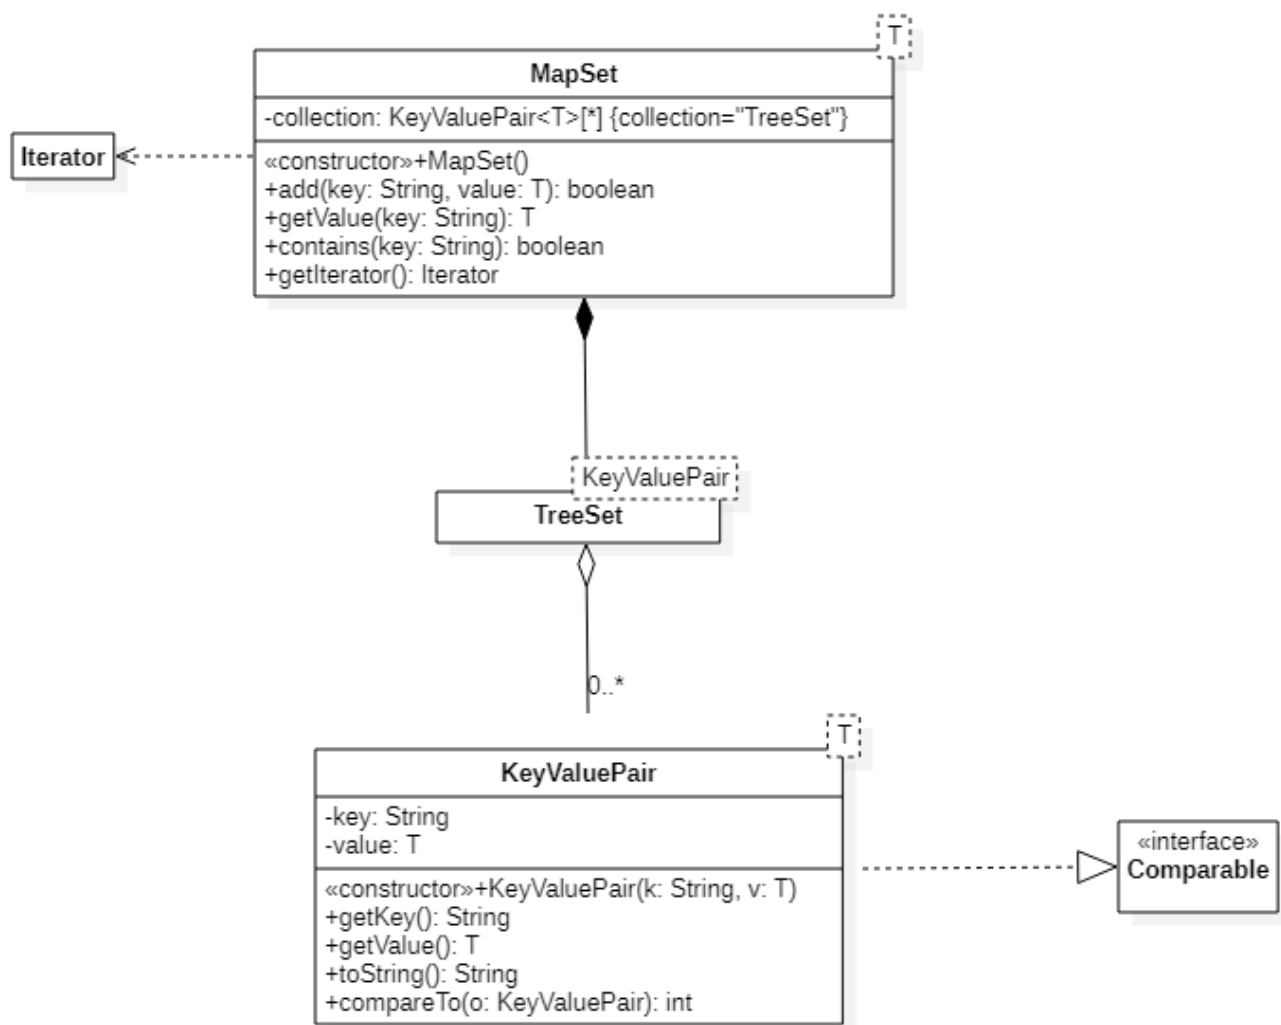 T
MapSet
-collection: KeyValuePair<T>[*] {collection="TreeSet"}
Iterator
«constructor»+MapSet()
+add(key: String, value: T): boolean
+getValue(key: String): T
+contains(key: String): boolean
+getIterator(): Iterator
KeyValuePair
TreeSet
0..*
T
KeyValuePair
-key: String
-value: T
«interface»
Comparable
«constructor»+KeyValuePair(k: String, v: T)
+getKey(): String
+getValue(): T
+toString(): String
+compareTo(o: KeyValuePair): int